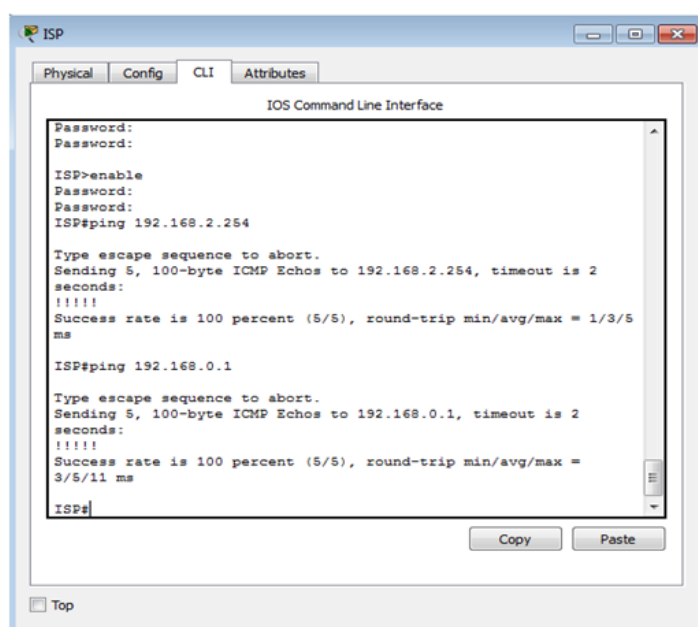 ISP
Physical Config CLI Attributes
IOS Command Line Interface
Password:
Password:
ISP>enable
Password:
Password:
ISP#ping 192.168.2.254
Type escape sequence to abort.
Sending 5, 100-byte ICMP Echos to 192.168.2.254, timeout is 2
seconds:
!!!!!
Success rate is 100 percent (5/5), round-trip min/avg/max = 1/3/5
ms
ISP#ping 192.168.0.1
Type escape sequence to abort.
Sending 5, 100-byte ICMP Echos to 192.168.0.1, timeout is 2
seconds:
!!!!!
Success rate is 100 percent (5/5), round-trip min/avg/max =
3/5/11 ms
ISP#
Copy Paste
Top